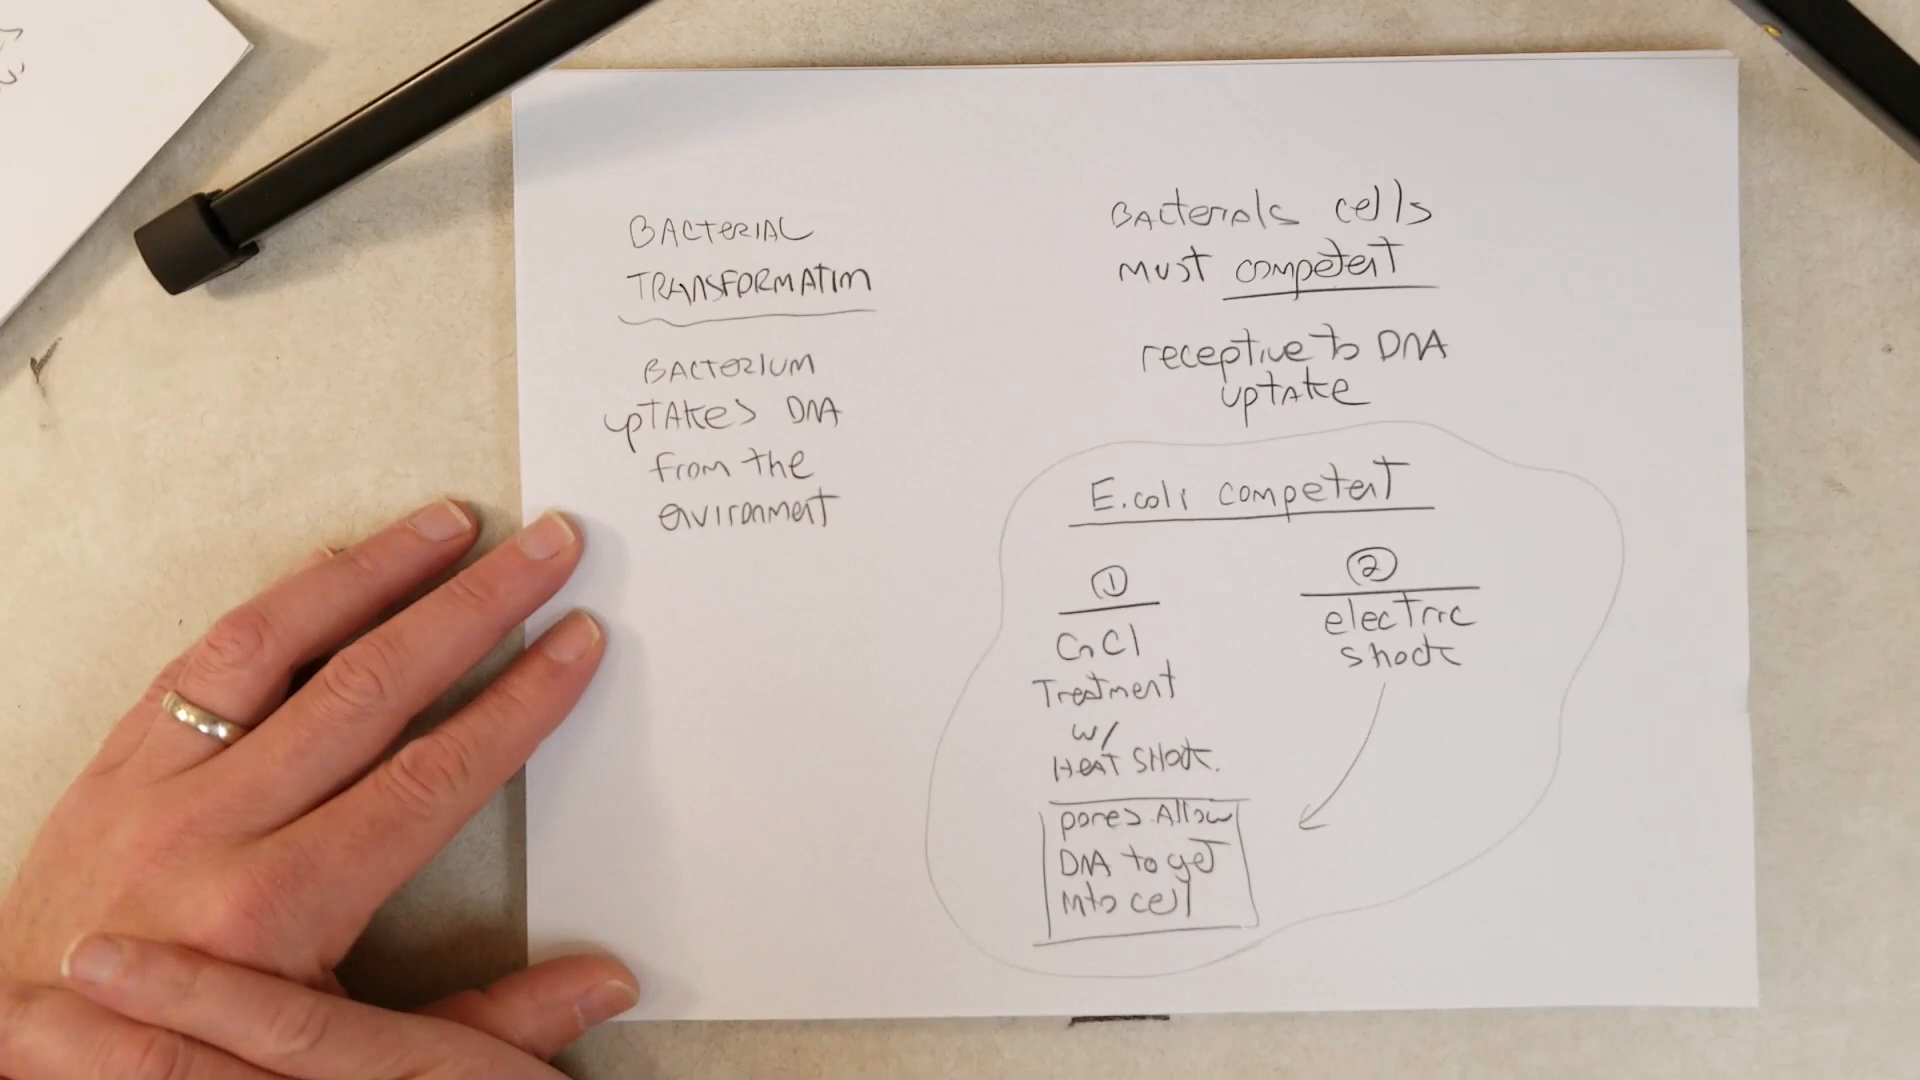 BACTERIAL
TRANSFORMATION
BACTERIUM
upTAKes DNA
from the
environment
BACterials cells
must competent
receptive to DNA
uptake
E.coli competent
①
CaCl
Treatment
w/
HEAT SHOCK.
pores Allow
DNA to get
into cell
②
electric
shock